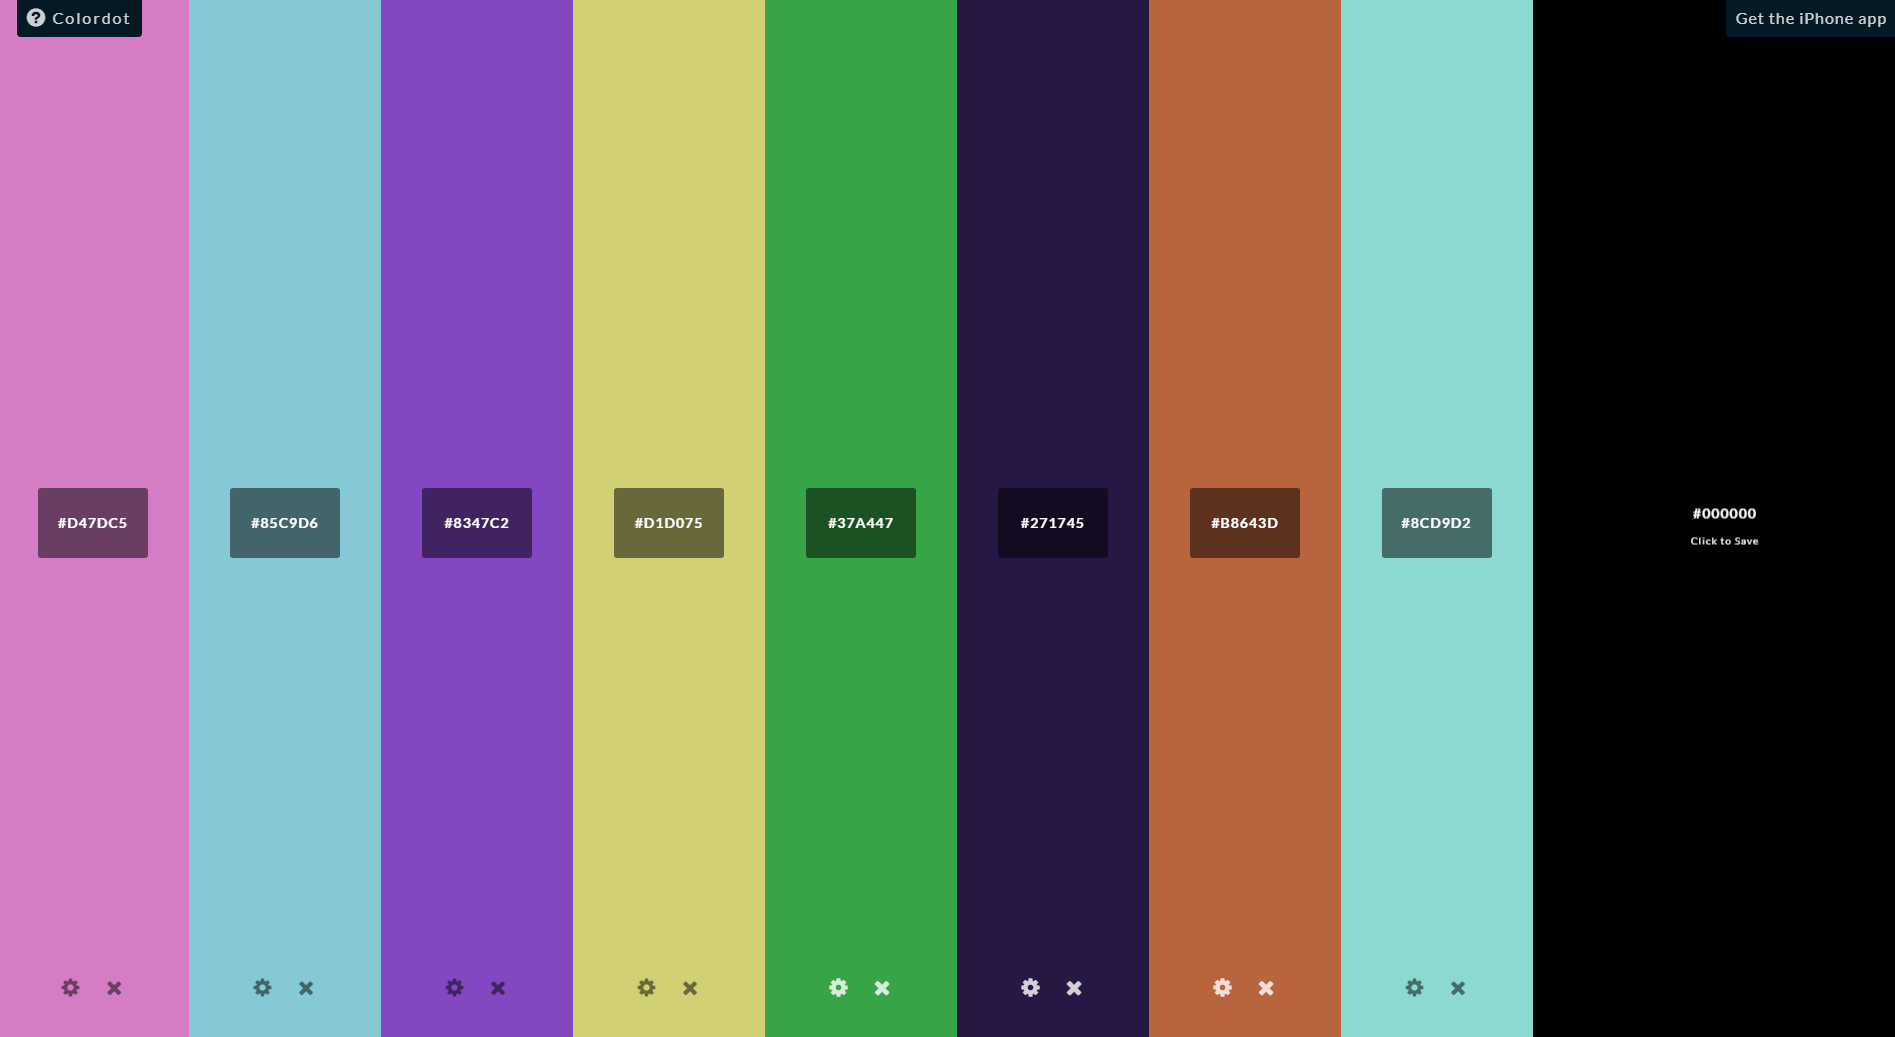 Colordot
Get the iPhone app
#D47DC5
#85C9D6
#8347C2
#D1D075
#37A447
#271745
#B8643D
#8CD9D2
#000000
Click to Save